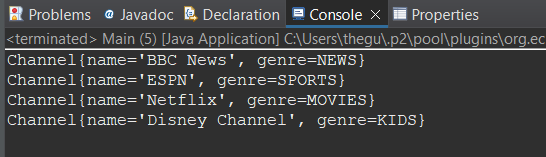 Problems Javadoc Declaration Console Properties
<terminated> Main (5) [Java Application] C:\Users\thegu\.p2\pool\plugins\org.ec
Channel{name='BBC News', genre=NEWS}
Channel{name='ESPN', genre=SPORTS}
Channel{name='Netflix', genre=MOVIES}
Channel{name='Disney Channel', genre=KIDS}